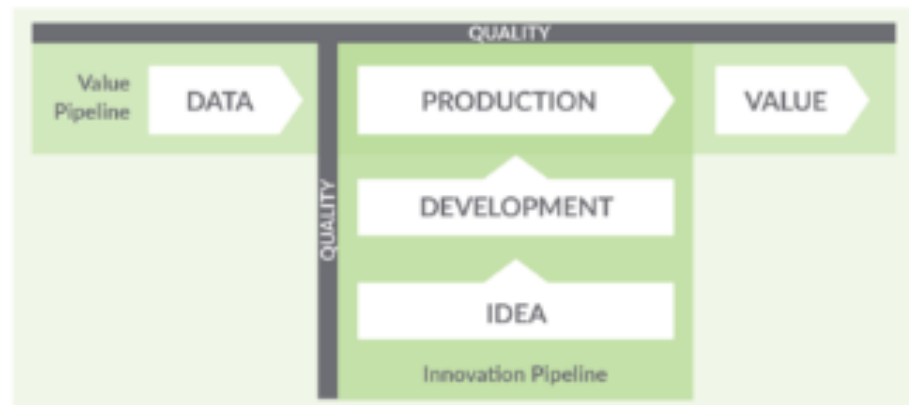 QUALITY
Value
Pipeline
DATA
PRODUCTION
VALUE
QUALITY
DEVELOPMENT
IDEA
Innovation Pipeline